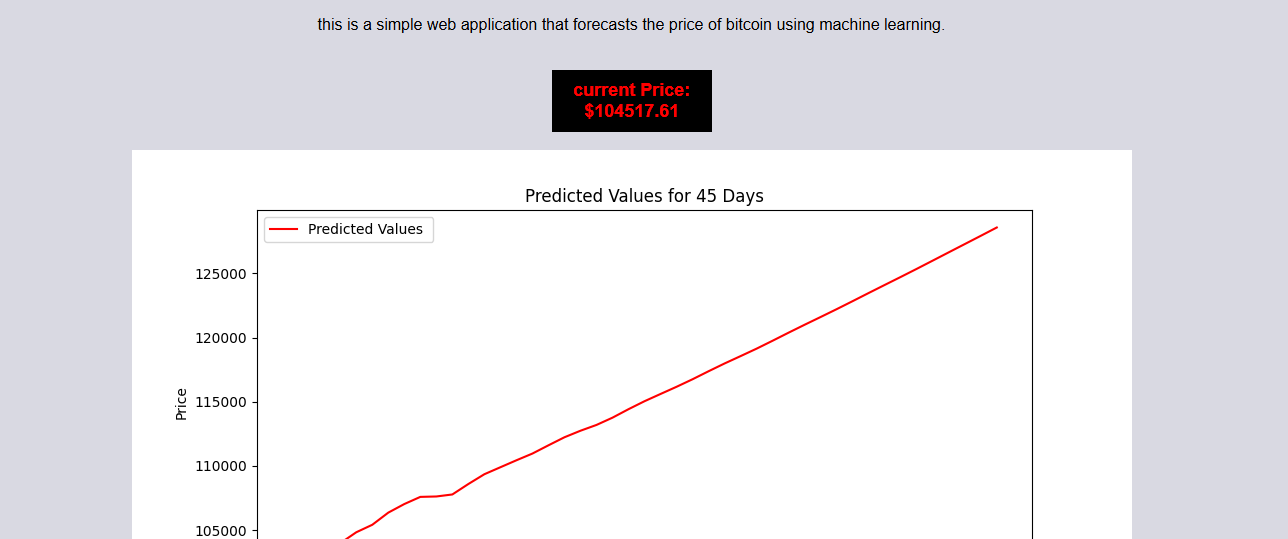 this is a simple web application that forecasts the price of bitcoin using machine learning.
current Price:
$104517.61
Predicted Values for 45 Days
Predicted Values
125000
120000
115000
Price
110000
105000